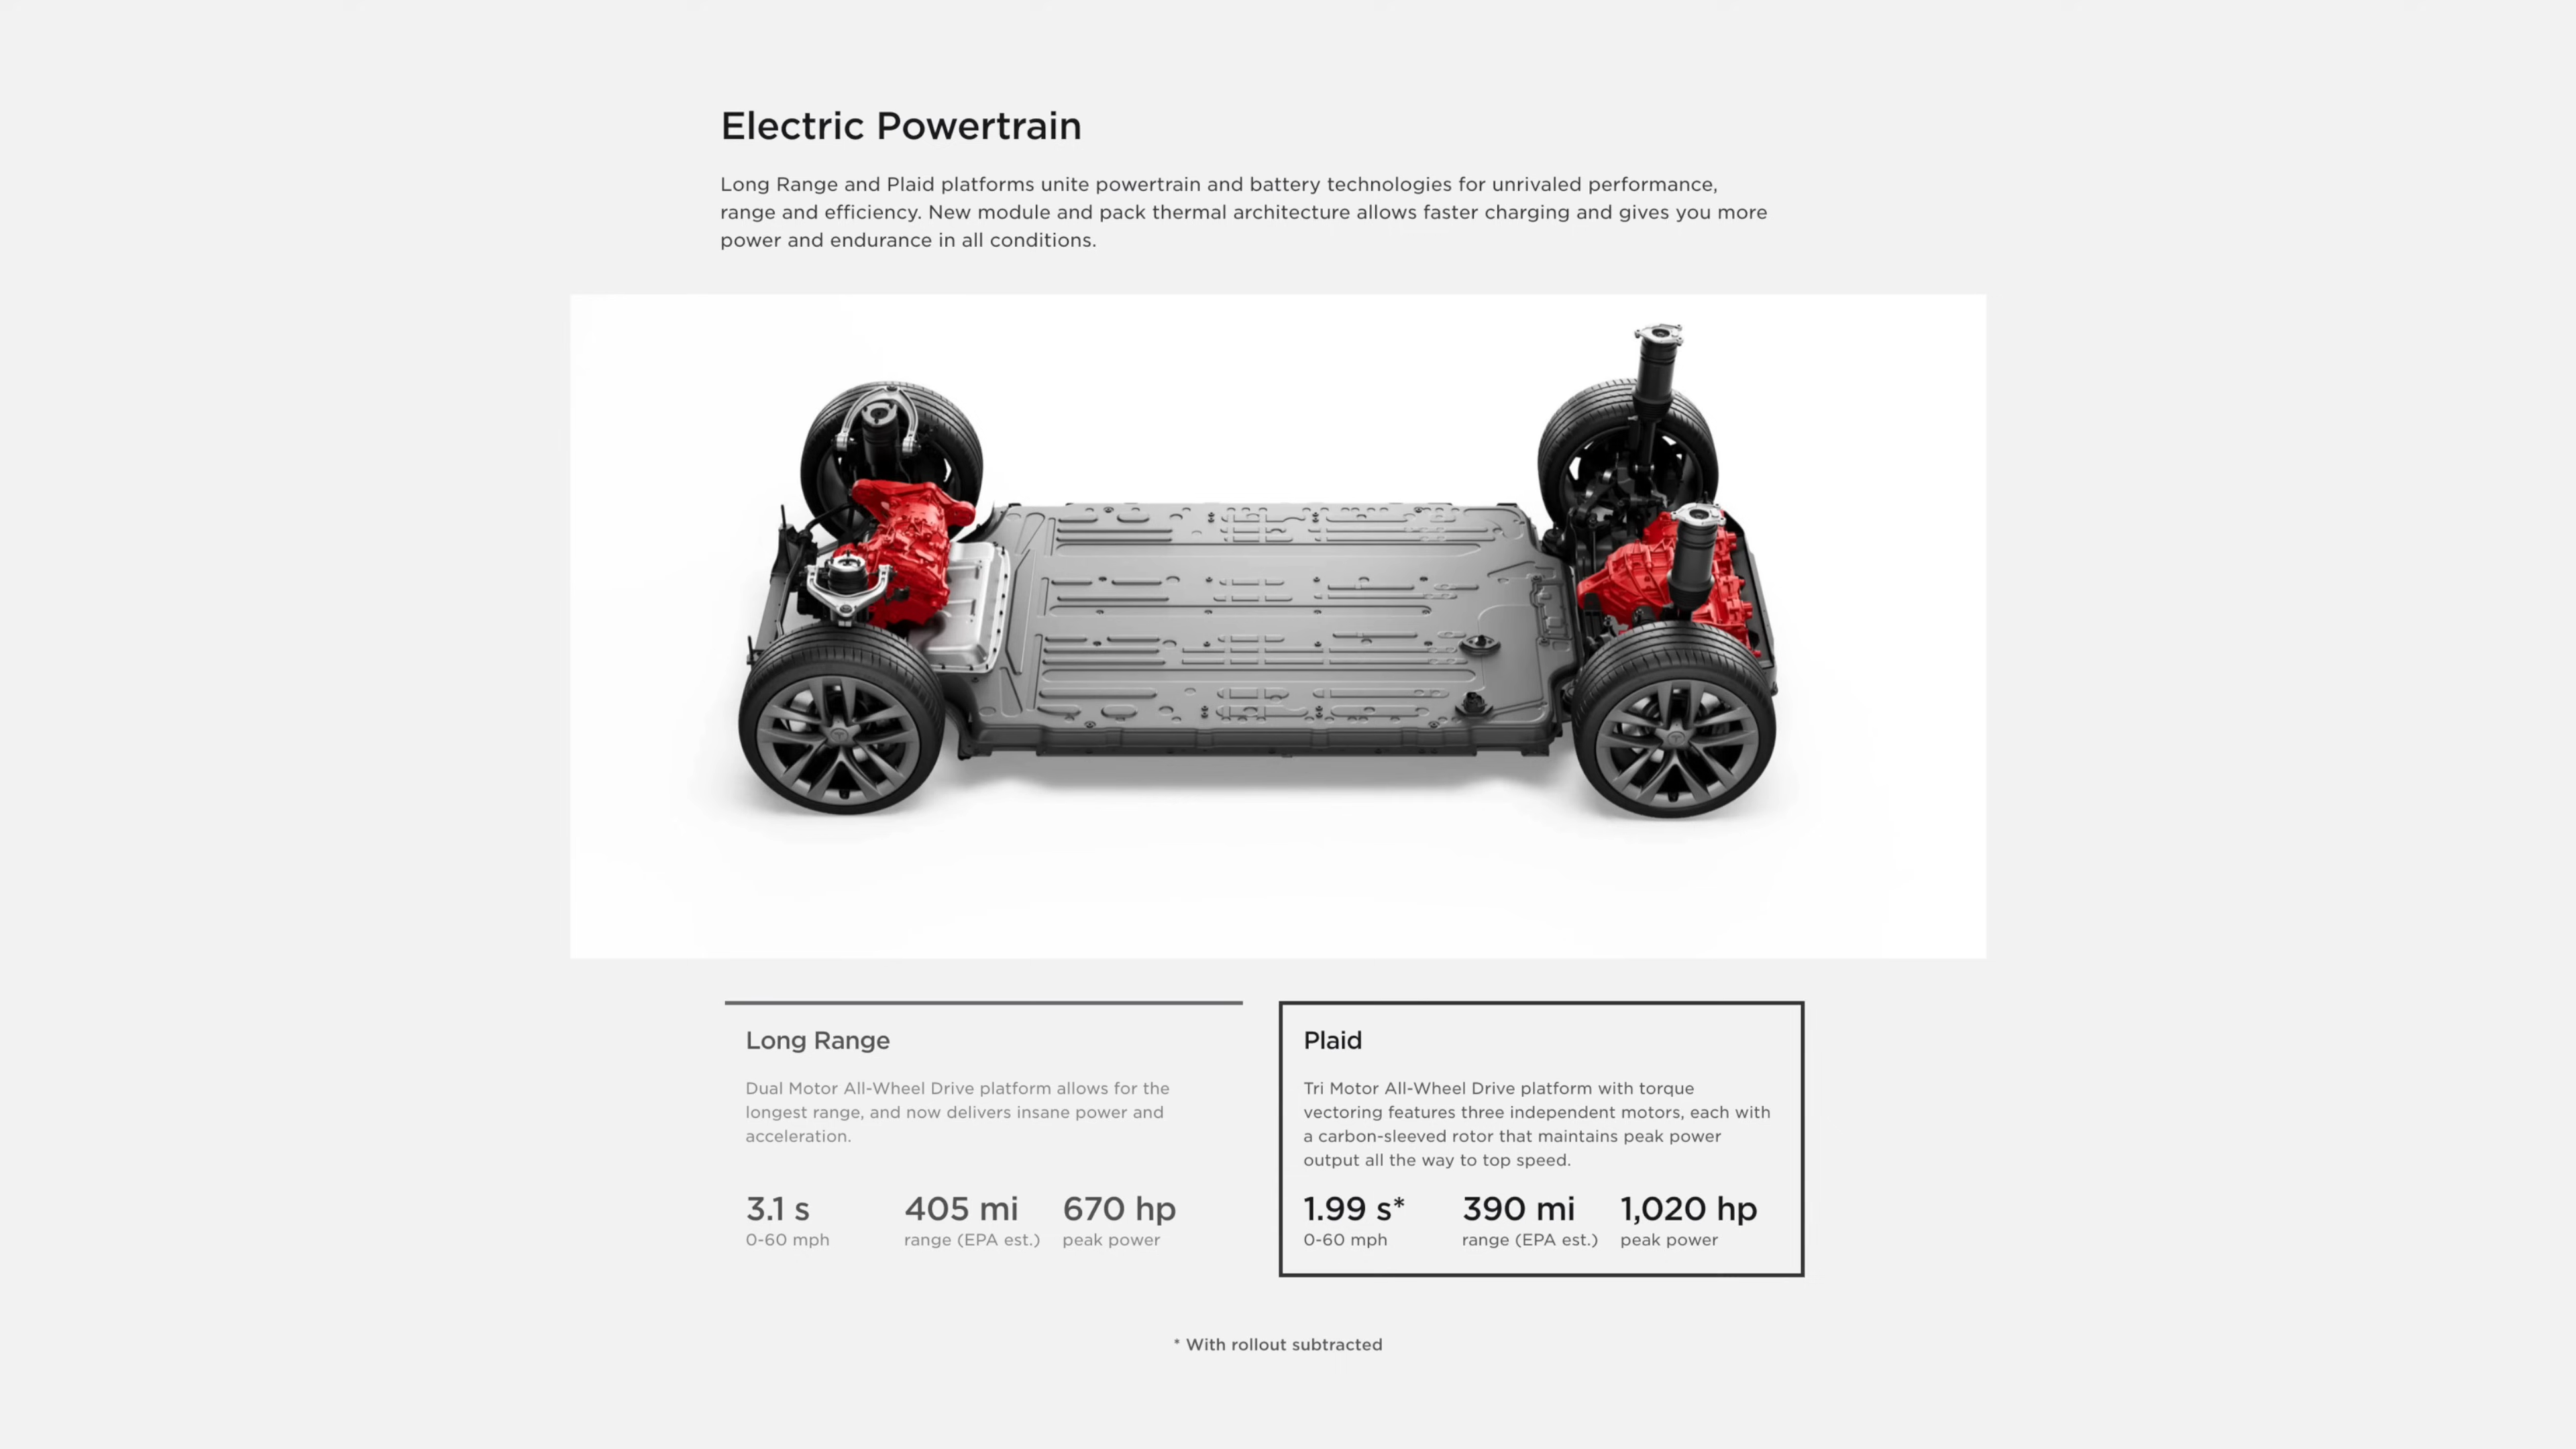 Electric Powertrain
Long Range and Plaid platforms unite powertrain and battery technologies for unrivaled performance,
range and efficiency. New module and pack thermal architecture allows faster charging and gives you more
power and endurance in all conditions.
Long Range
Dual Motor All-Wheel Drive platform allows for the
longest range, and now delivers insane power and
acceleration.
3.1 s
0-60 mph
405 mi
range (EPA est.)
670 hp
peak power
Plaid
Tri Motor All-Wheel Drive platform with torque
vectoring features three independent motors, each with
a carbon-sleeved rotor that maintains peak power
output all the way to top speed.
1.99 s*
0-60 mph
390 mi
range (EPA est.)
1,020 hp
peak power
* With rollout subtracted